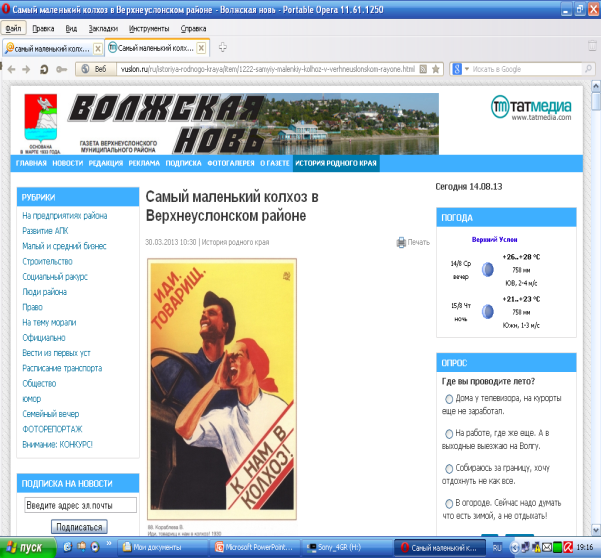 Самый маленький колхоз в Верхнеуслонском районе - Волжская новь - Portable Opera 11.61.1250
Файл Правка Вид Закладки Инструменты Справка
самый маленький колх...
Самый маленький колх...
Веб
vuslon.ru/ru/istoriya-rodnogo-kraya/item/1222-samyiy-malenkiy-kolhoz-v-verhneuslonskom-rayone.html
Искать в Google
ОСНОВАНА
В МАРТЕ 1933 ГОДА.
ВОЛЖСКАЯ
НОВЬ
ГАЗЕТА ВЕРХНЕУСЛОНСКОГО
МУНИЦИПАЛЬНОГО РАЙОНА
ТАТМЕДИА
www.tatmedia.com
ГЛАВНАЯ НОВОСТИ РЕДАКЦИЯ РЕКЛАМА ПОДПИСКА ФОТОГАЛЕРЕЯ О ГАЗЕТЕ ИСТОРИЯ РОДНОГО КРАЯ
РУБРИКИ
На предприятиях района
Развитие АПК
Малый и средний бизнес
Строительство
Социальный ракурс
Люди района
Право
На тему морали
Официально
Вести из первых уст
Расписание транспорта
Общество
юмор
Семейный вечер
ФОТОРЕПОРТАЖ
Внимание: КОНКУРС!
ПОДПИСКА НА НОВОСТИ
Введите адрес эл.почты
Подписаться
Самый маленький колхоз в
Верхнеуслонском районе
30.03.2013 10:30 | История родного края
Печать
ИДИ,
ТОВАРИЩ,
К НАМ В
КОЛХОЗ!
Кораблева В.
Иди, товарищ к нам в колхоз! 1930
Сегодня 14.08.13
ПОГОДА
Верхний Услон
14/8 Ср
вечер
+26..+28 °C
750 мм
ЮВ, 2-4 м/с
15/8 Чт
ночь
+21..+23 °C
750 мм
Южн, 1-3 м/с
ОПРОС
Где вы проводите лето?
Дома у телевизора, на курорты
еще не заработал.
На работе, где же еще. А в
выходные выезжаю на Волгу.
Собираюсь за границу, хочу
отдохнуть не как все.
В огороде. Сейчас надо думать
что есть зимой, а не отдыхать!
пуск
Мои документы
Microsoft PowerPoint...
Sony_4GR (H:)
Самый маленький к...
RU
19:16